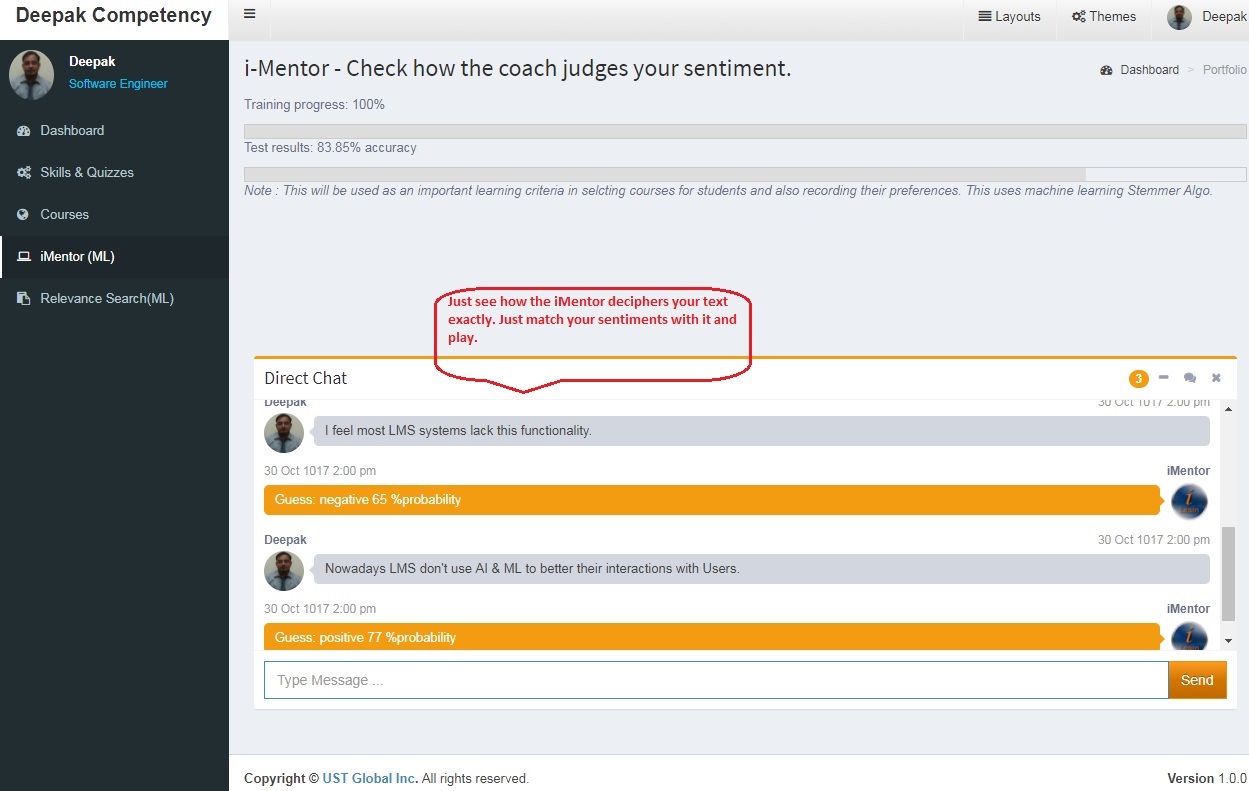 Deepak Competency
Layouts
Themes
Deepak
Deepak
Software Engineer
Dashboard
Skills & Quizzes
Courses
iMentor (ML)
Relevance Search(ML)
i-Mentor - Check how the coach judges your sentiment.
Dashboard > Portfolio
Training progress: 100%
Test results: 83.85% accuracy
Note : This will be used as an important learning criteria in selcting courses for students and also recording their preferences. This uses machine learning Stemmer Algo.
Just see how the iMentor deciphers your text
exactly. Just match your sentiments with it and
play.
Direct Chat
3
Deepak 30 Oct 1017 2:00 pm
I feel most LMS systems lack this functionality.
30 Oct 1017 2:00 pm iMentor
Guess: negative 65 %probability
Deepak 30 Oct 1017 2:00 pm
Nowadays LMS don't use AI & ML to better their interactions with Users.
30 Oct 1017 2:00 pm iMentor
Guess: positive 77 %probability
Type Message ...
Send
Copyright © UST Global Inc. All rights reserved.
Version 1.0.0